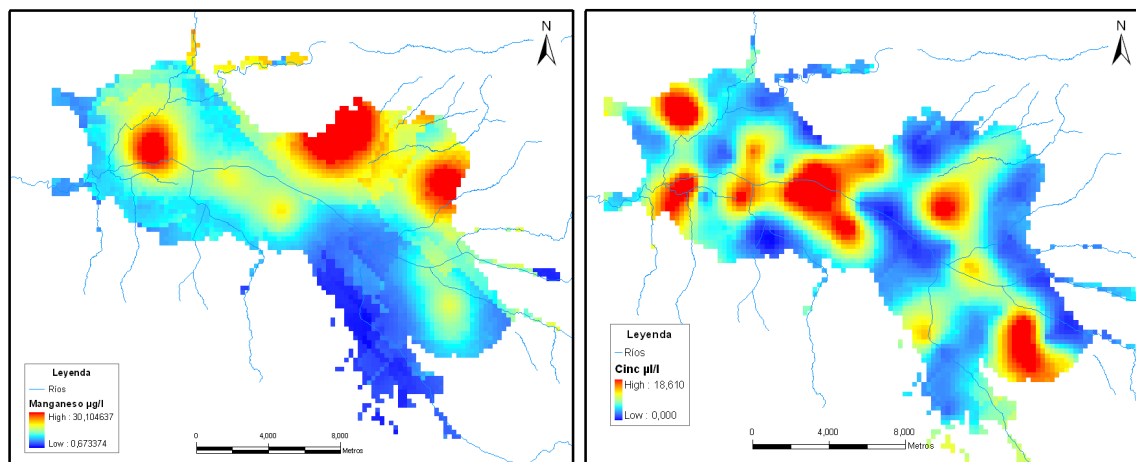 N
Leyenda
Ríos
Manganeso µg/l
High : 30,104637
Low : 0,673374
0 4,000 8,000
Metros
N
Leyenda
Ríos
Cinc µl/l
High : 18,610
Low : 0,000
0 4,000 8,000
Metros